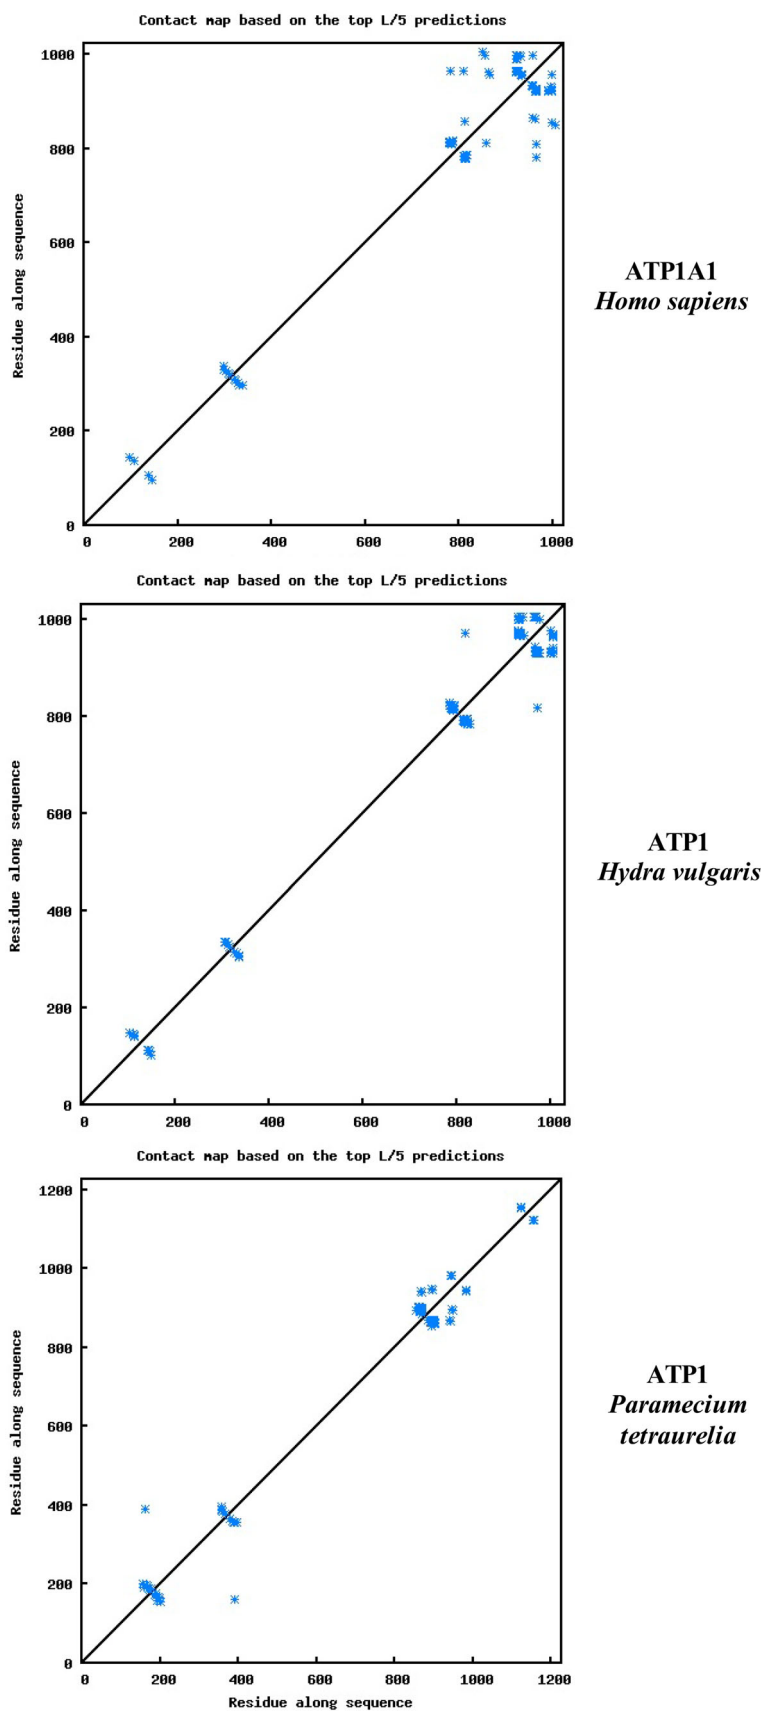 Contact map based on the top L/5 predictions
1000
800
600
400
200
0
Residue along sequence
0 200 400 600 800 1000
ATP1A1
Homo sapiens
Contact map based on the top L/5 predictions
1000
800
600
400
200
0
Residue along sequence
0 200 400 600 800 1000
ATP1
Hydra vulgaris
Contact map based on the top L/5 predictions
1200
1000
800
600
400
200
0
Residue along sequence
0 200 400 600 800 1000 1200
Residue along sequence
ATP1
Paramecium
tetraurelia